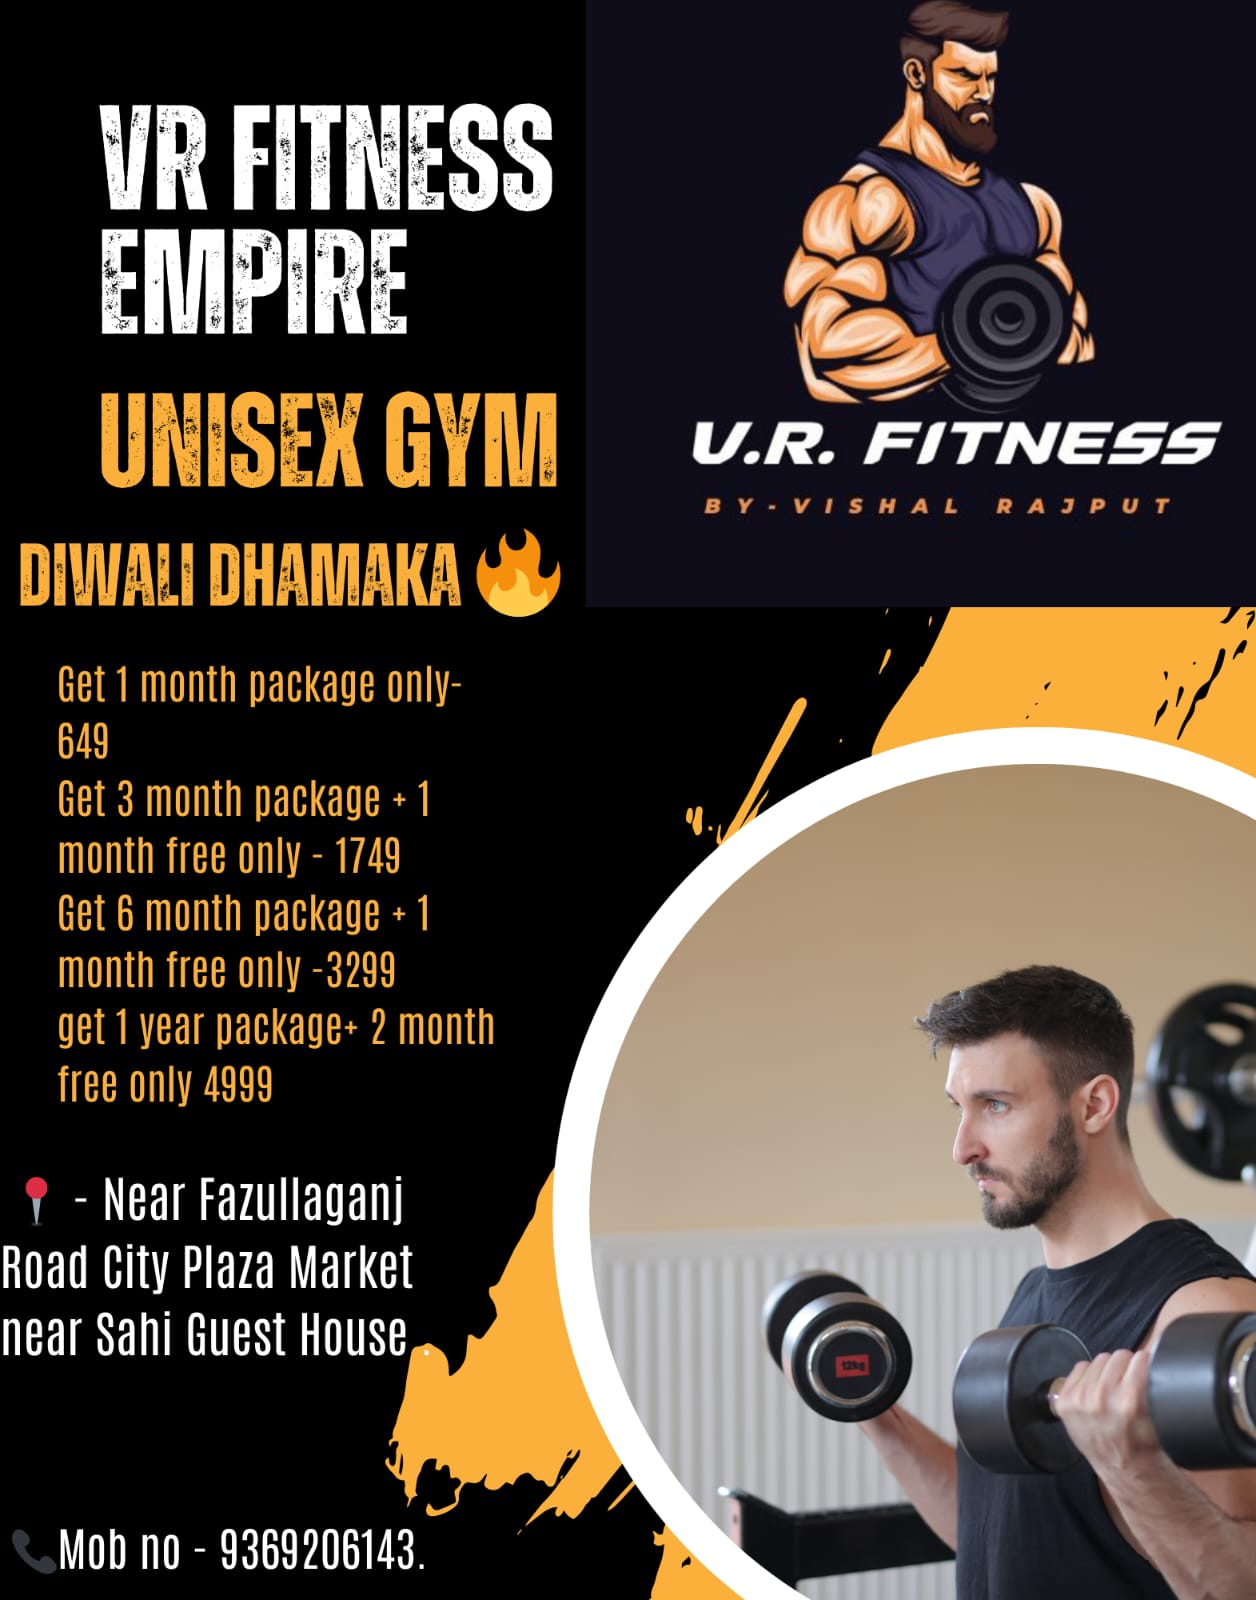 VR FITNESS
EMPIRE
UNISEX GYM
DIWALI DHAMAKA 🔥
U.R. FITNESS
BY-VISHAL RAJPUT
Get 1 month package only-
649
Get 3 month package + 1
month free only - 1749
Get 6 month package + 1
month free only -3299
get 1 year package+ 2 month
free only 4999
📍 - Near Fazullaganj
Road City Plaza Market
near Sahi Guest House .
12kg
📞Mob no - 9369206143.